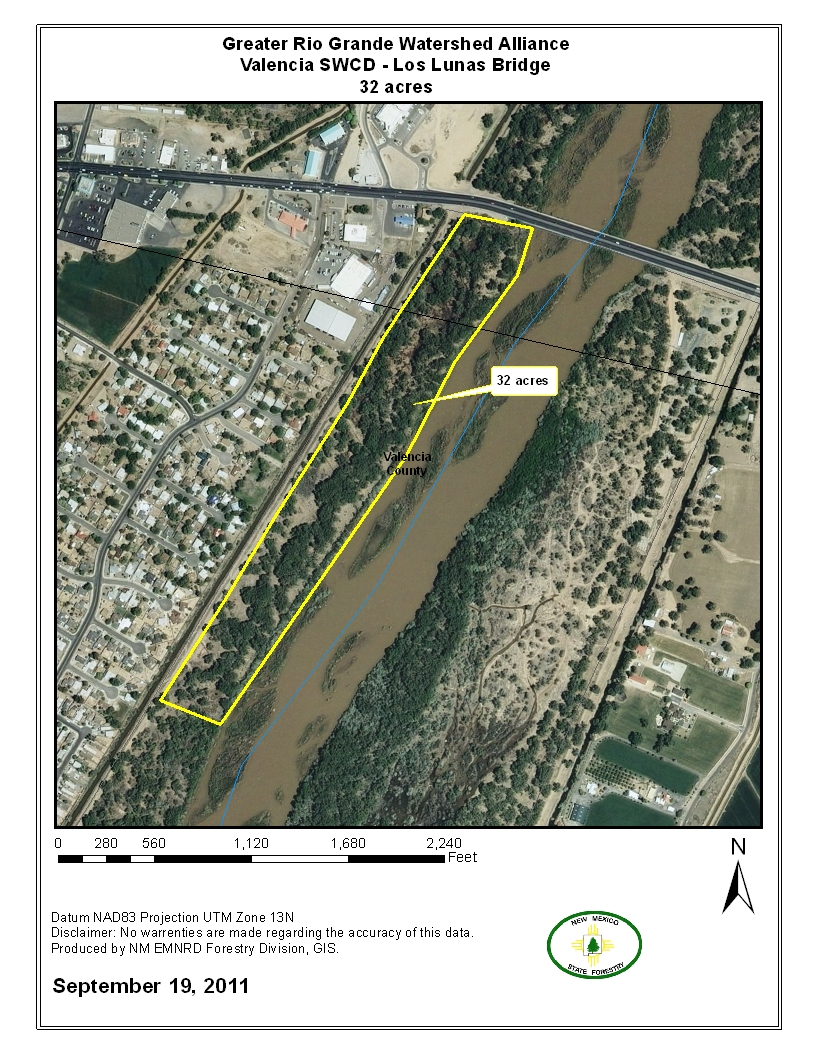 Greater Rio Grande Watershed Alliance
Valencia SWCD - Los Lunas Bridge
32 acres
32 acres
Valencia
County
0 280 560 1,120 1,680 2,240
Feet
N
Datum NAD83 Projection UTM Zone 13N
Disclaimer: No warrenties are made regarding the accuracy of this data.
Produced by NM EMNRD Forestry Division, GIS.
NEW MEXICO
STATE FORESTRY
September 19, 2011